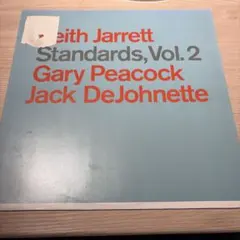 eith Jarrett
Standards, Vol. 2
Gary Peacock
Jack DeJohnette